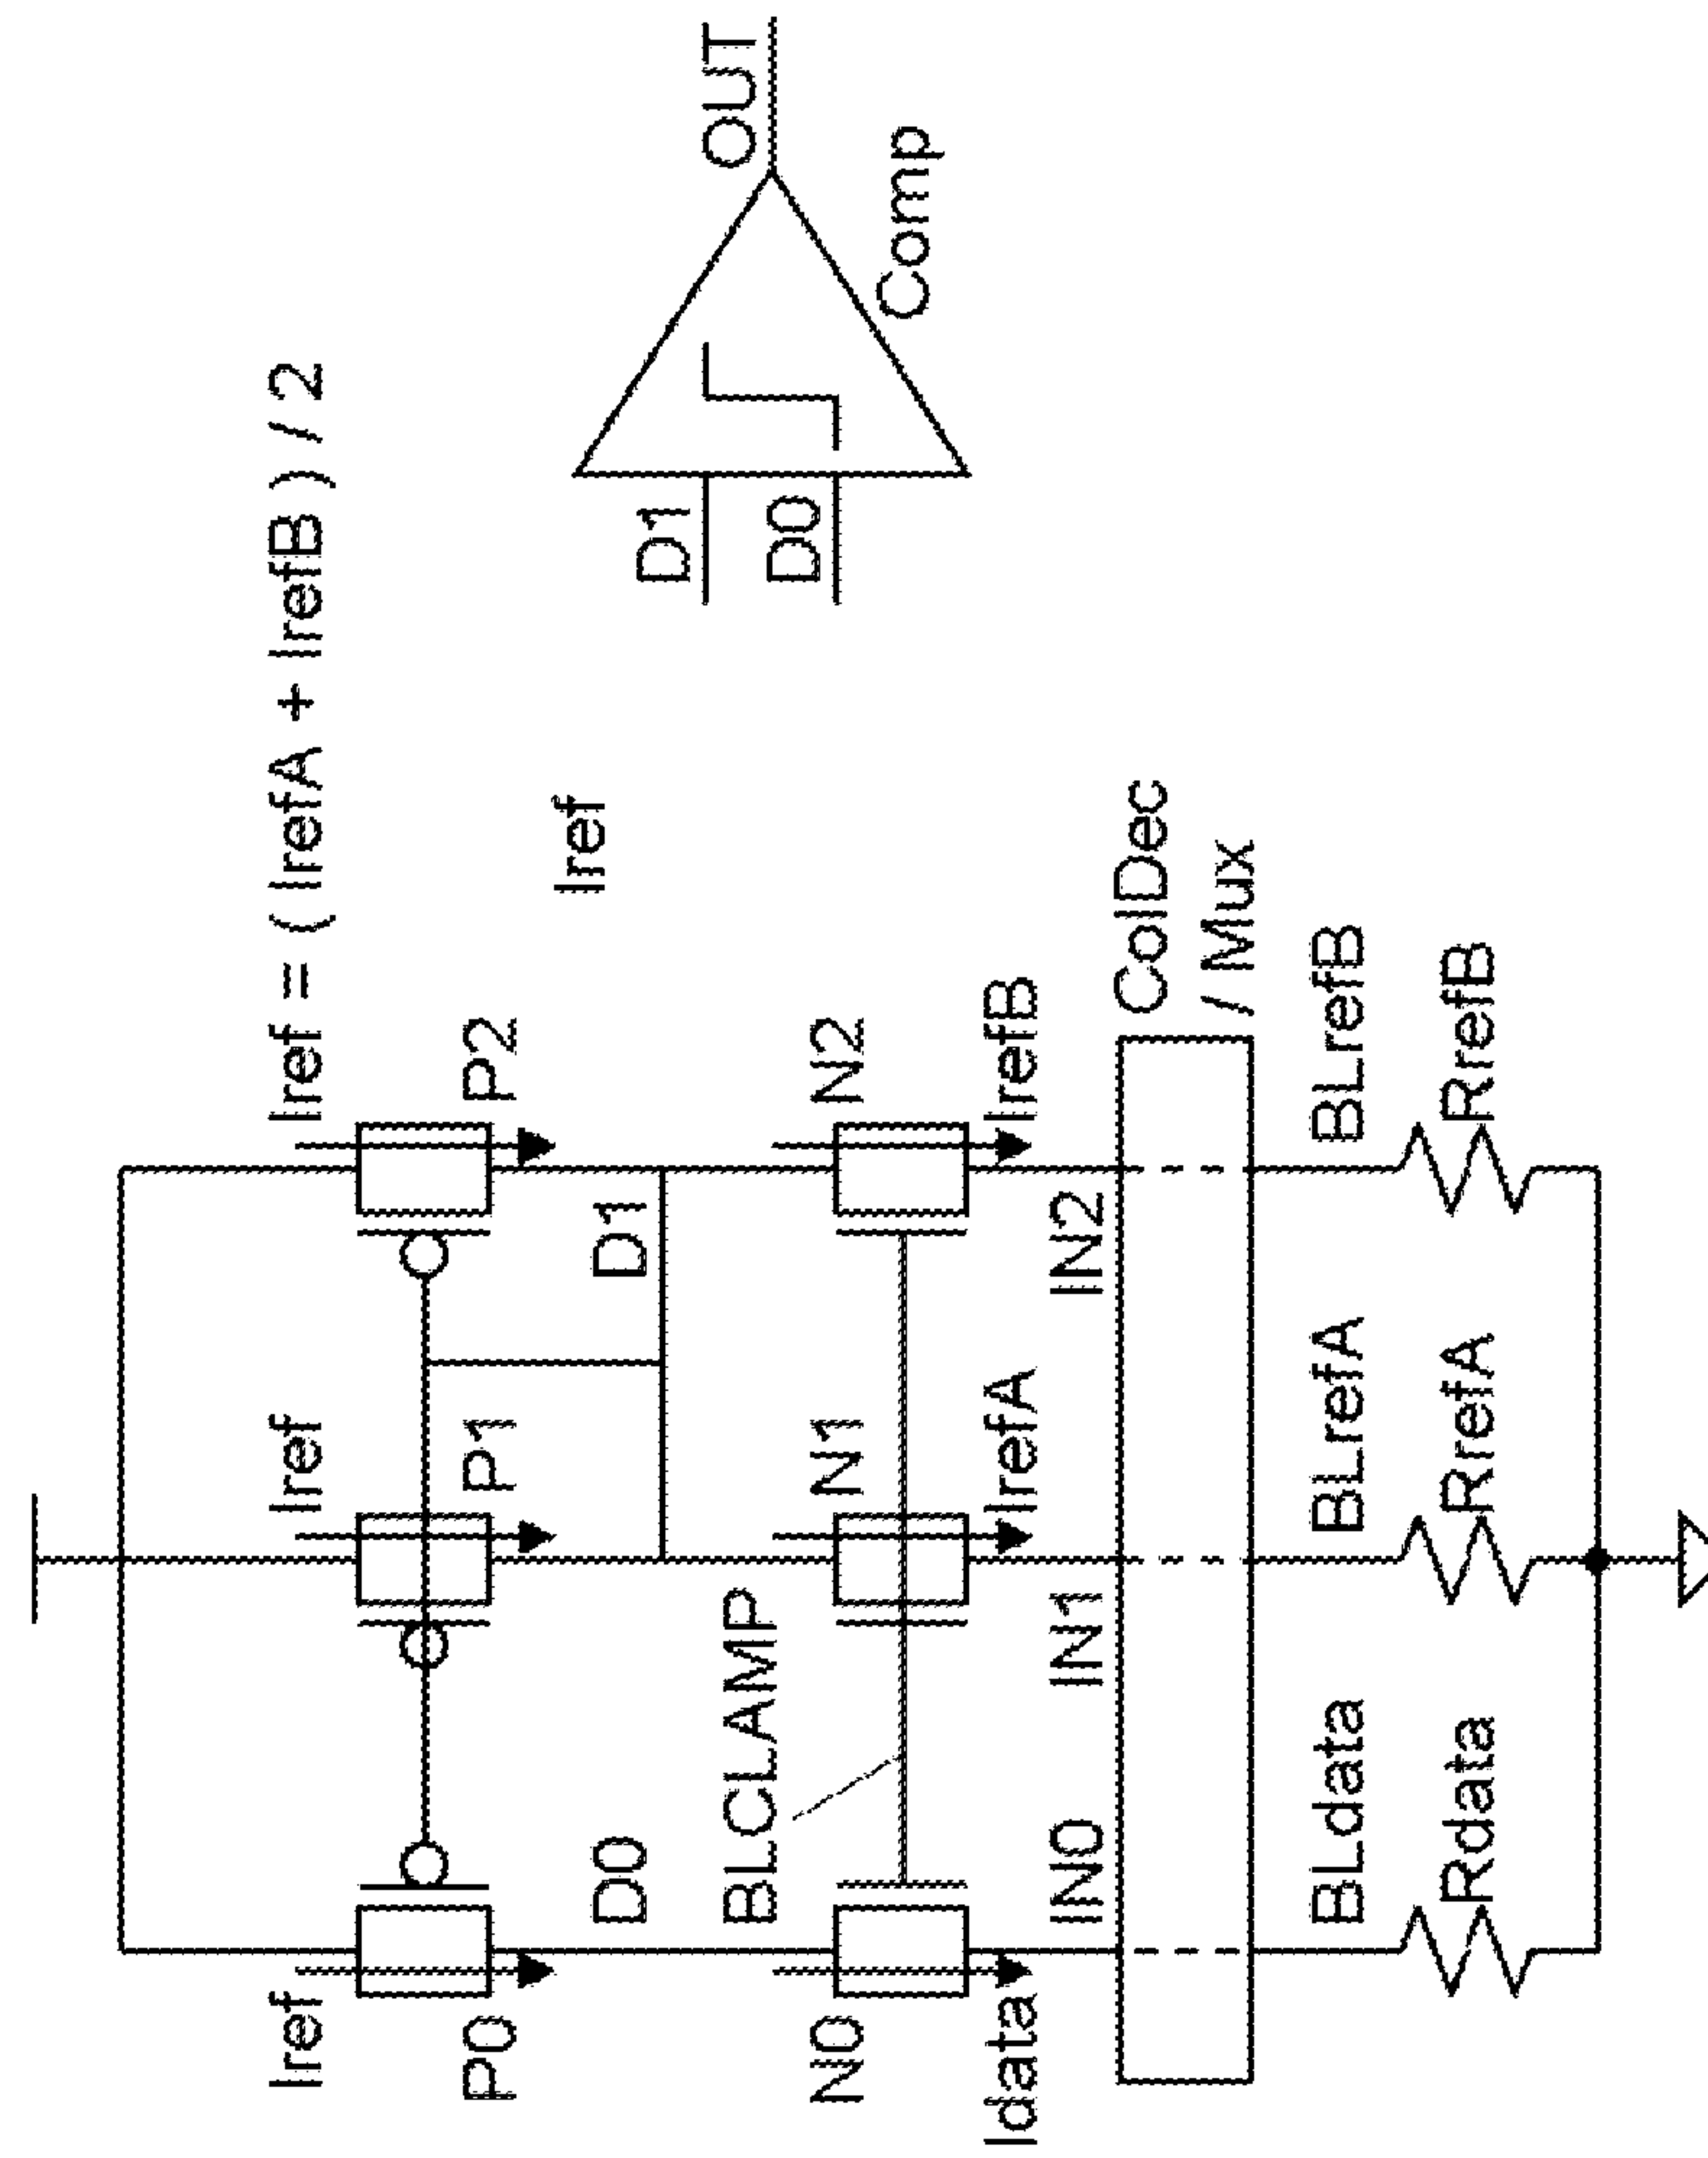 Iref
Iref
Iref = ( IrefA + IrefB ) / 2
P0
P1
P2
Iref
D0
D1
BLCLAMP
N0
N1
N2
Idata
IrefA
IrefB
IN0
IN1
IN2
ColDec
/ Mux
BLdata
BLrefA
BLrefB
Rdata
RrefA
RrefB
D1
D0
OUT
Comp